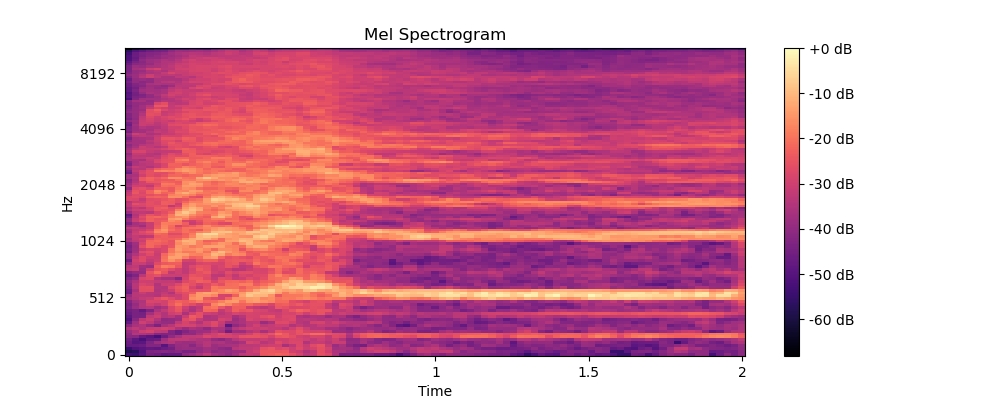 Mel Spectrogram
Hz
8192
4096
2048
1024
512
0
0 0.5 1 1.5 2
Time
+0 dB
-10 dB
-20 dB
-30 dB
-40 dB
-50 dB
-60 dB